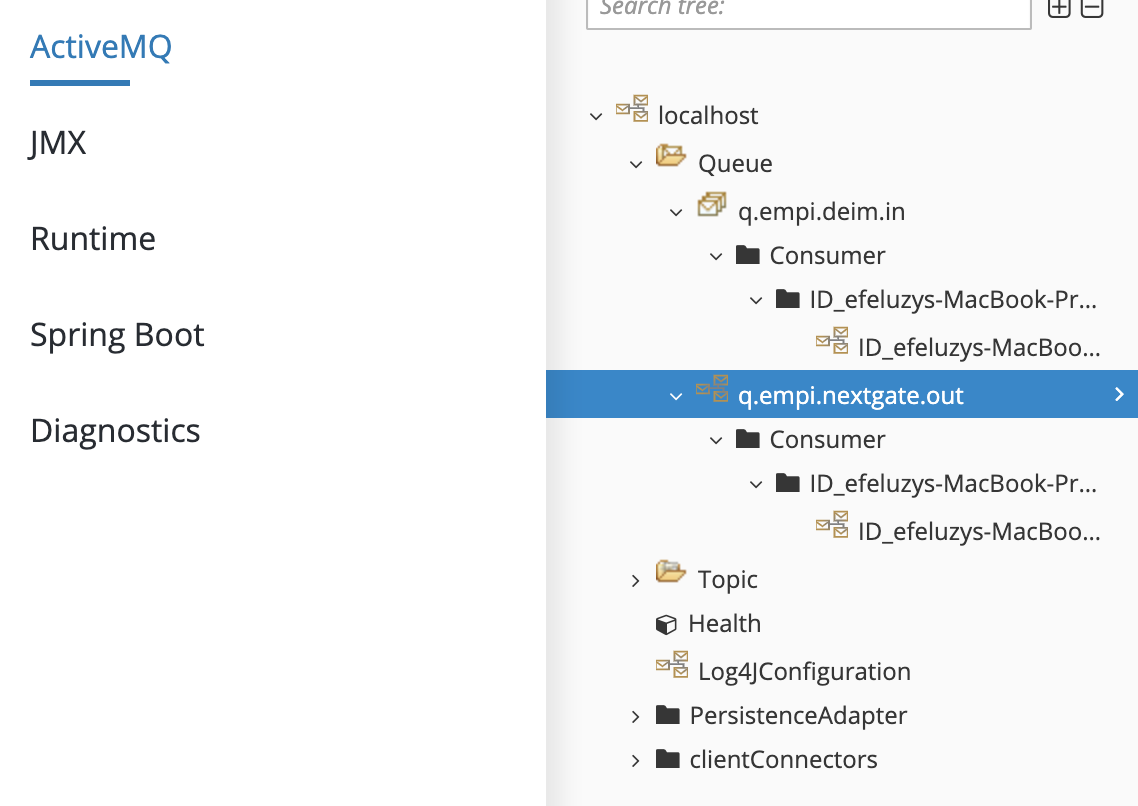 ActiveMQ
JMX
Runtime
Spring Boot
Diagnostics
Search tree:
localhost
Queue
q.empi.deim.in
Consumer
ID_efeluzys-MacBook-Pr...
ID_efeluzys-MacBoo...
q.empi.nextgate.out
Consumer
ID_efeluzys-MacBook-Pr...
ID_efeluzys-MacBoo...
Topic
Health
Log4JConfiguration
PersistenceAdapter
clientConnectors